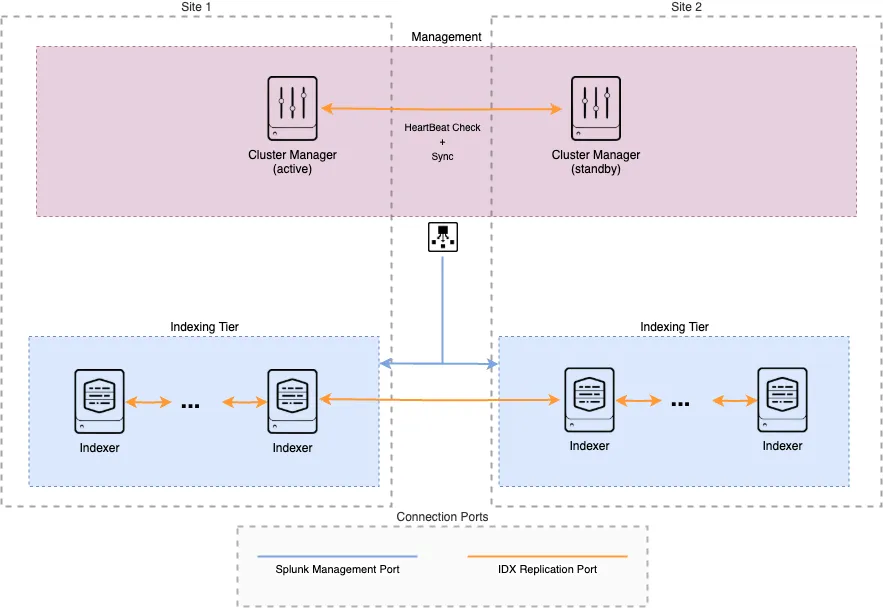 Site 1
Site 2
Management
HeartBeat Check
+
Sync
Cluster Manager
(active)
Cluster Manager
(standby)
Indexing Tier
Indexing Tier
...
...
Indexer
Indexer
Indexer
Indexer
Connection Ports
Splunk Management Port
IDX Replication Port